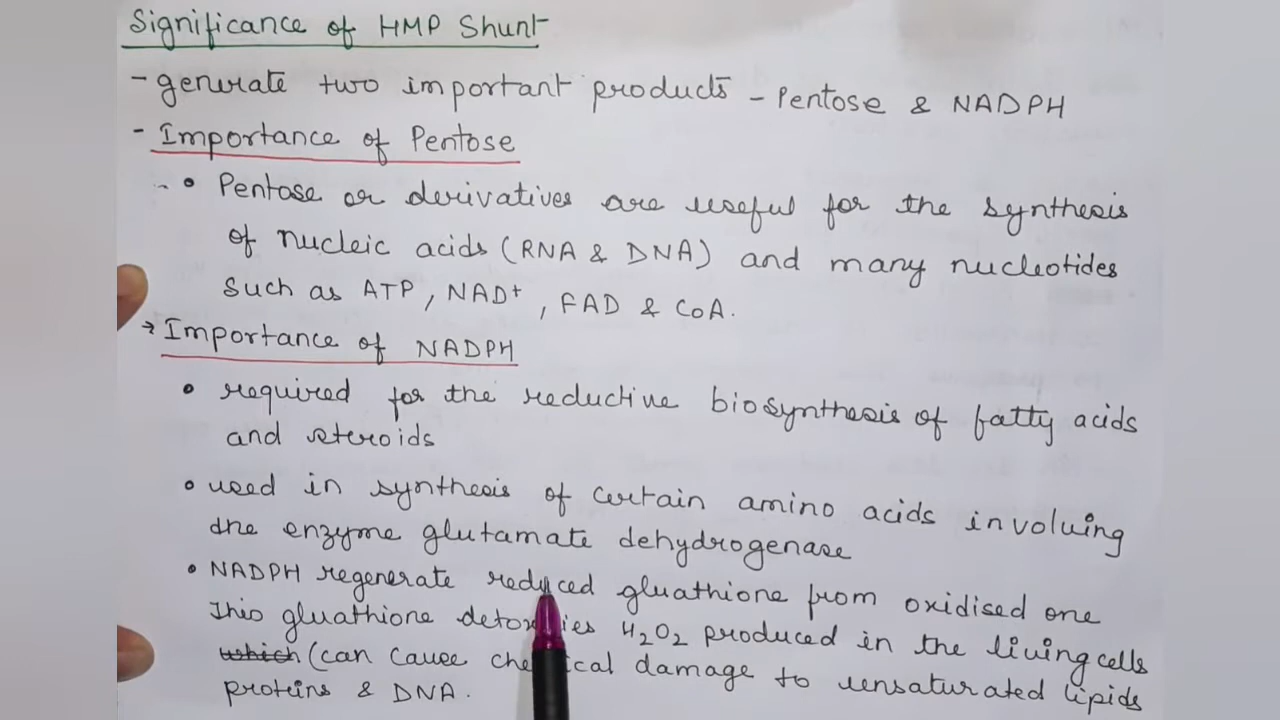 Significance of HMP Shunt
- generate two important products - Pentose & NADPH
- Importance of Pentose
• Pentose or derivatives are useful for the synthesis
of nucleic acids (RNA & DNA) and many nucleotides
such as ATP, NAD+, FAD & CoA.
→ Importance of NADPH
• required for the reductive biosynthesis of fatty acids
and steroids
• used in synthesis of certain amino acids involving
the enzyme glutamate dehydrogenase
• NADPH regenerate reduced gluathione from oxidised one
This gluathione detoxifies H2O2 produced in the living cells
which (can cause chemical damage to unsaturated lipids
proteins & DNA.